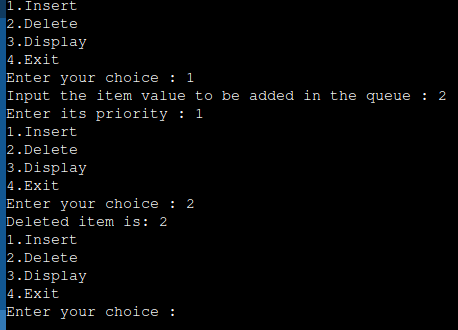 1.Insert
2.Delete
3.Display
4.Exit
Enter your choice : 1
Input the item value to be added in the queue : 2
Enter its priority : 1
1.Insert
2.Delete
3.Display
4.Exit
Enter your choice : 2
Deleted item is: 2
1.Insert
2.Delete
3.Display
4.Exit
Enter your choice :